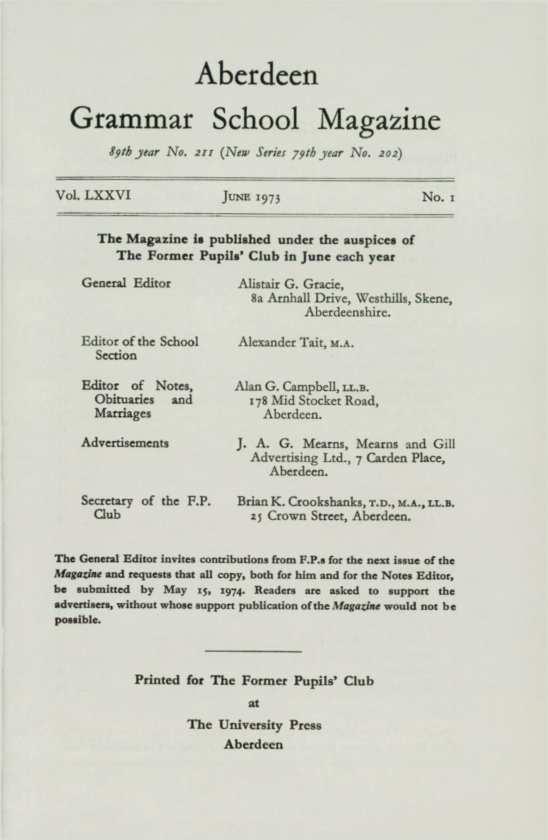 Aberdeen
Grammar School Magazine
89th year No. 211 (New Series 79th year No. 202)
Vol. LXXVI June 1973 No. 1
The Magazine is published under the auspices of
The Former Pupils' Club in June each year
General Editor Alistair G. Gracie,
8a Arnhall Drive, Westhills, Skene,
Aberdeenshire.
Editor of the School Alexander Tait, M.A.
Section
Editor of Notes, Alan G. Campbell, LL.B.
Obituaries and 178 Mid Stocket Road,
Marriages Aberdeen.
Advertisements J. A. G. Mearns, Mearns and Gill
Advertising Ltd., 7 Carden Place,
Aberdeen.
Secretary of the F.P. Brian K. Crookshanks, T.D., M.A., LL.B.
Club 25 Crown Street, Aberdeen.
The General Editor invites contributions from F.P.s for the next issue of the
Magazine and requests that all copy, both for him and for the Notes Editor,
be submitted by May 15, 1974. Readers are asked to support the
advertisers, without whose support publication of the Magazine would not be
possible.
Printed for The Former Pupils' Club
at
The University Press
Aberdeen